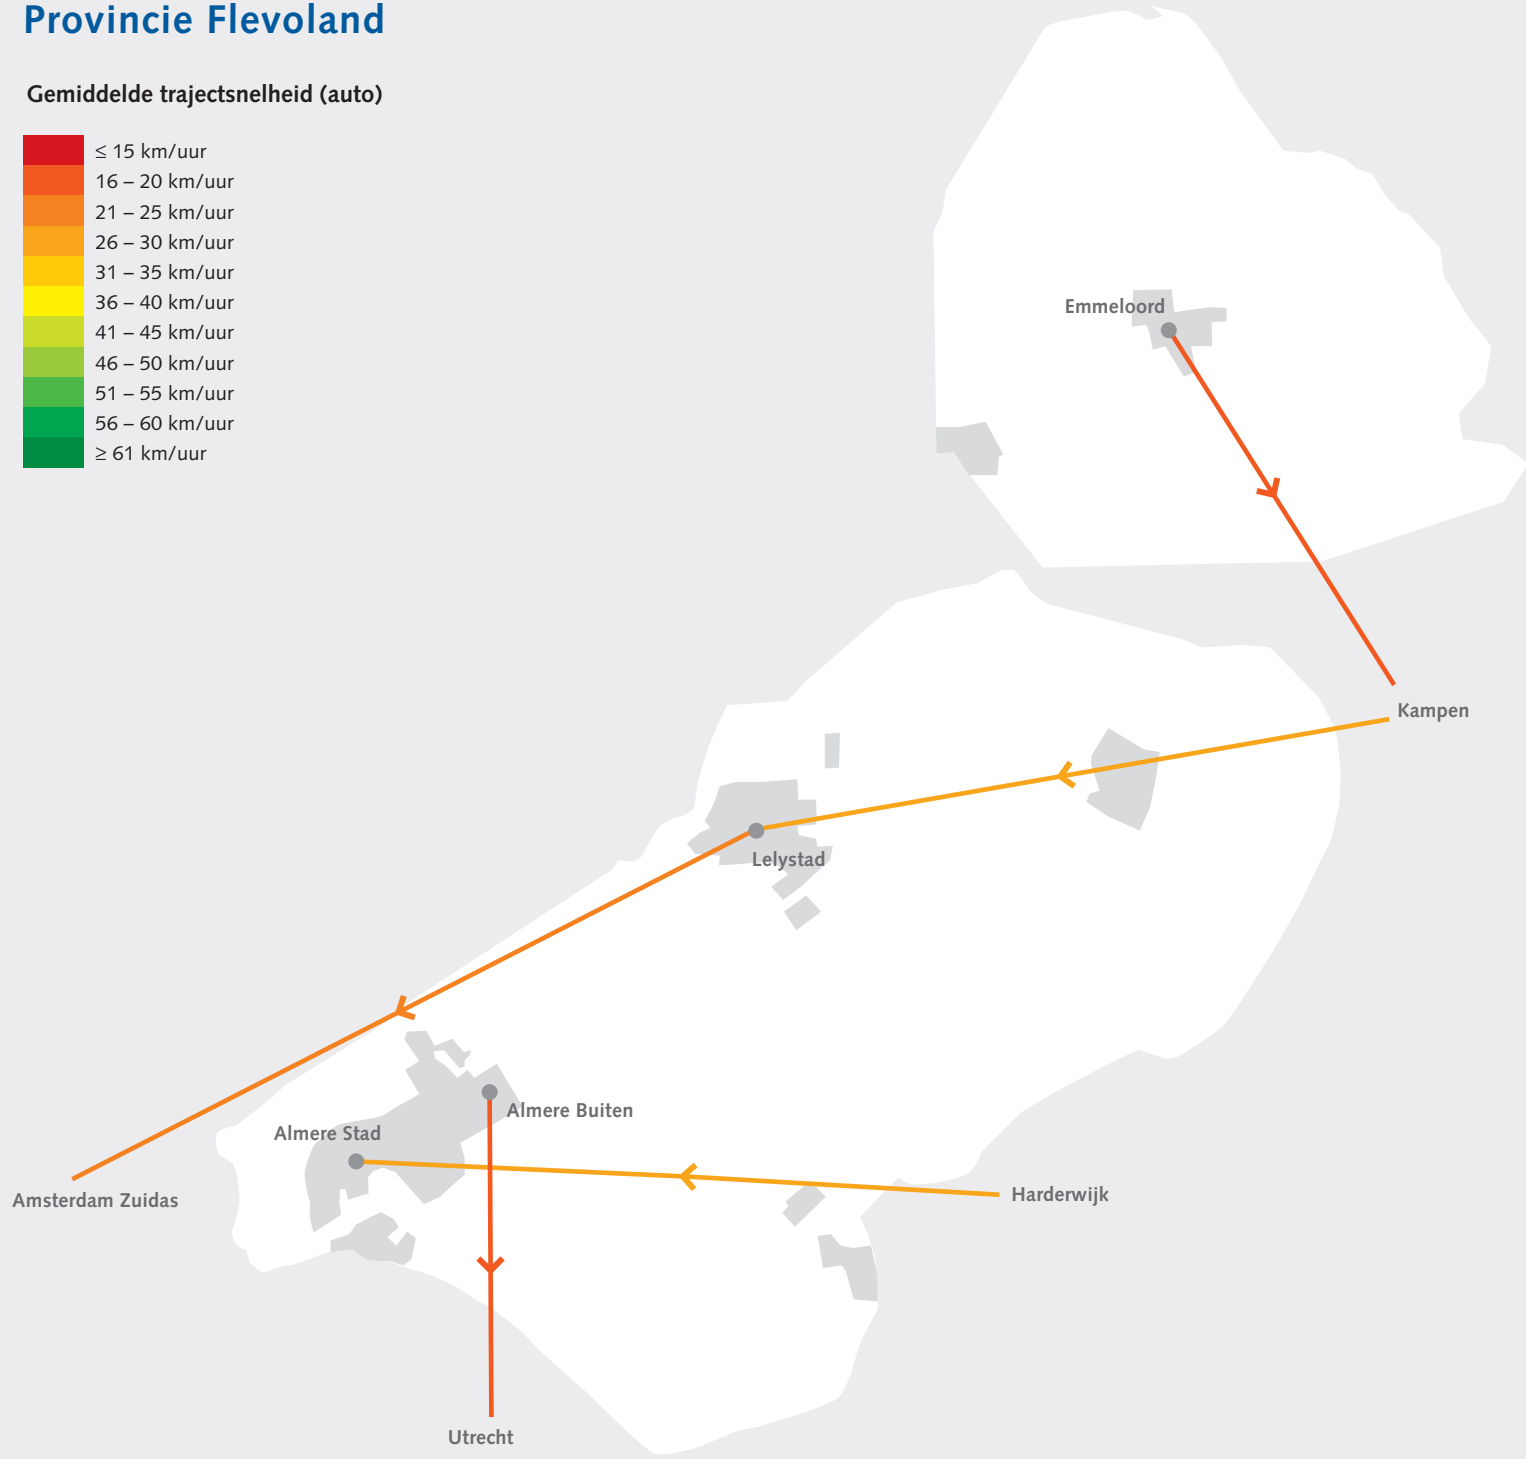 Provincie Flevoland
Gemiddelde trajectsnelheid (auto)
≤ 15 km/uur
16 – 20 km/uur
21 – 25 km/uur
26 – 30 km/uur
31 – 35 km/uur
36 – 40 km/uur
41 – 45 km/uur
46 – 50 km/uur
51 – 55 km/uur
56 – 60 km/uur
≥ 61 km/uur
Emmeloord
Kampen
Lelystad
Almere Buiten
Almere Stad
Amsterdam Zuidas
Harderwijk
Utrecht